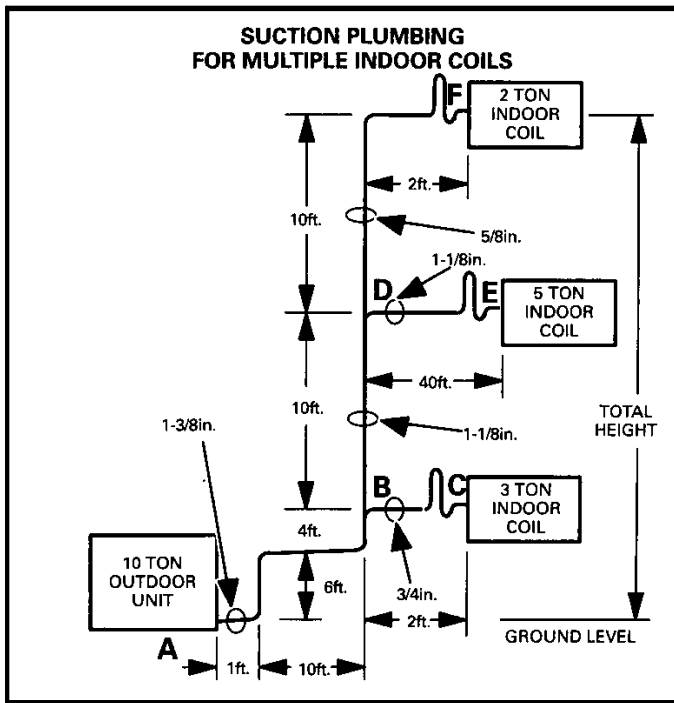 SUCTION PLUMBING
FOR MULTIPLE INDOOR COILS
F
2 TON
INDOOR
COIL
2ft.
10ft.
5/8in.
1-1/8in.
D
E
5 TON
INDOOR
COIL
40ft.
10ft.
TOTAL
HEIGHT
1-3/8in.
1-1/8in.
B
C
3 TON
INDOOR
COIL
4ft.
10 TON
OUTDOOR
UNIT
6ft.
3/4in.
2ft.
GROUND LEVEL
A
1ft.
10ft.